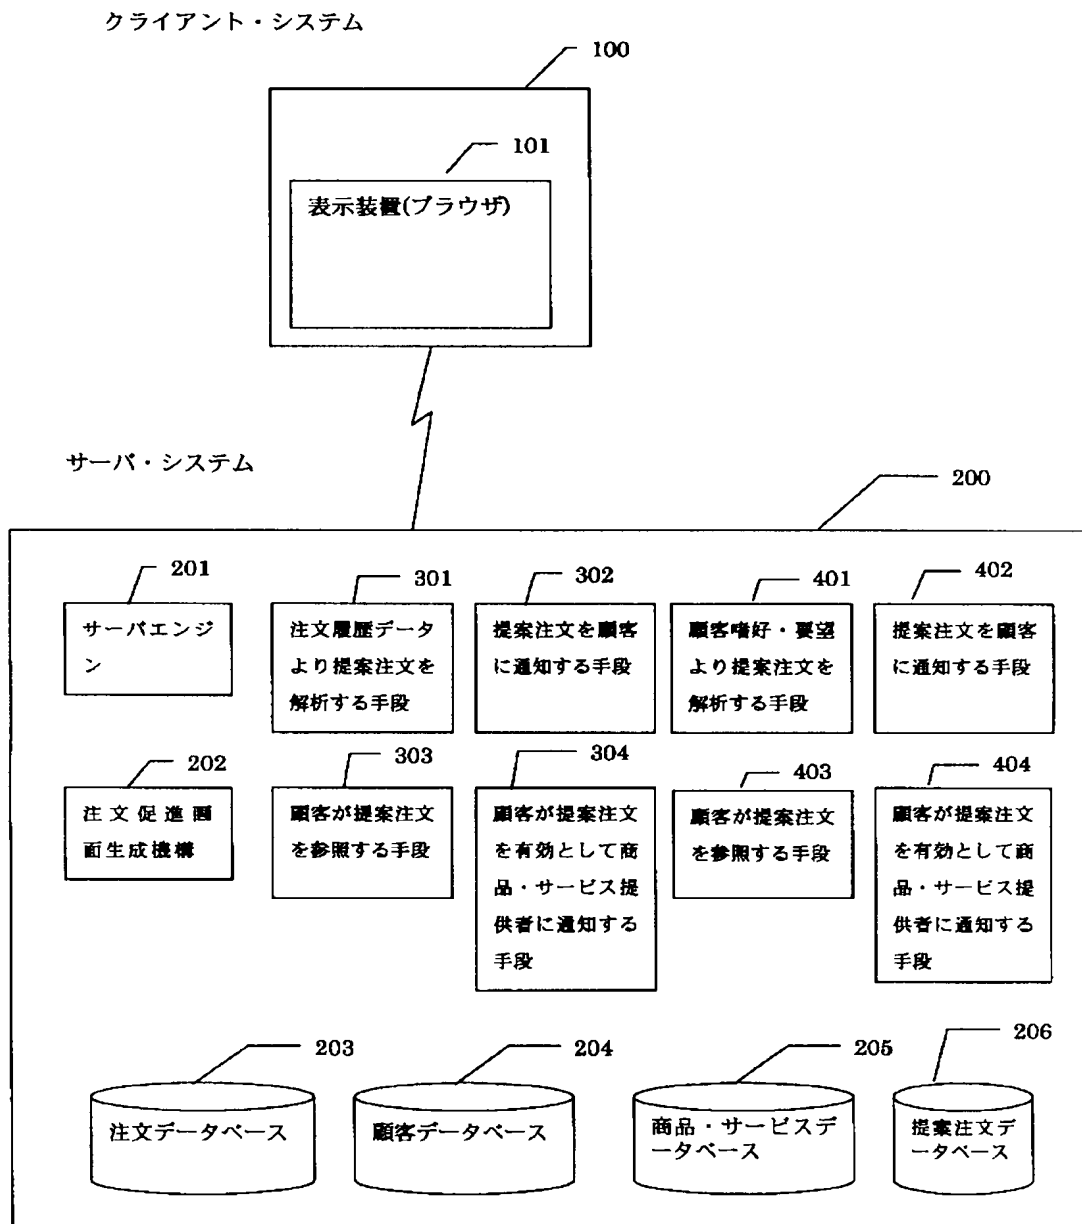 クライアント・システム
100
101
表示装置(ブラウザ)
サーバ・システム
200
201
サーバエンジ
ン
301
注文履歴データ
より提案注文を
解析する手段
302
提案注文を顧客
に通知する手段
401
顧客嗜好・要望
より提案注文を
解析する手段
402
提案注文を顧客
に通知する手段
202
注文促進画
面生成機構
303
顧客が提案注文
を参照する手段
304
顧客が提案注文
を有効として商
品・サービス提
供者に通知する
手段
403
顧客が提案注文
を参照する手段
404
顧客が提案注文
を有効として商
品・サービス提
供者に通知する
手段
203
注文データベース
204
顧客データベース
205
商品・サービスデ
ータベース
206
提案注文デ
ータベース